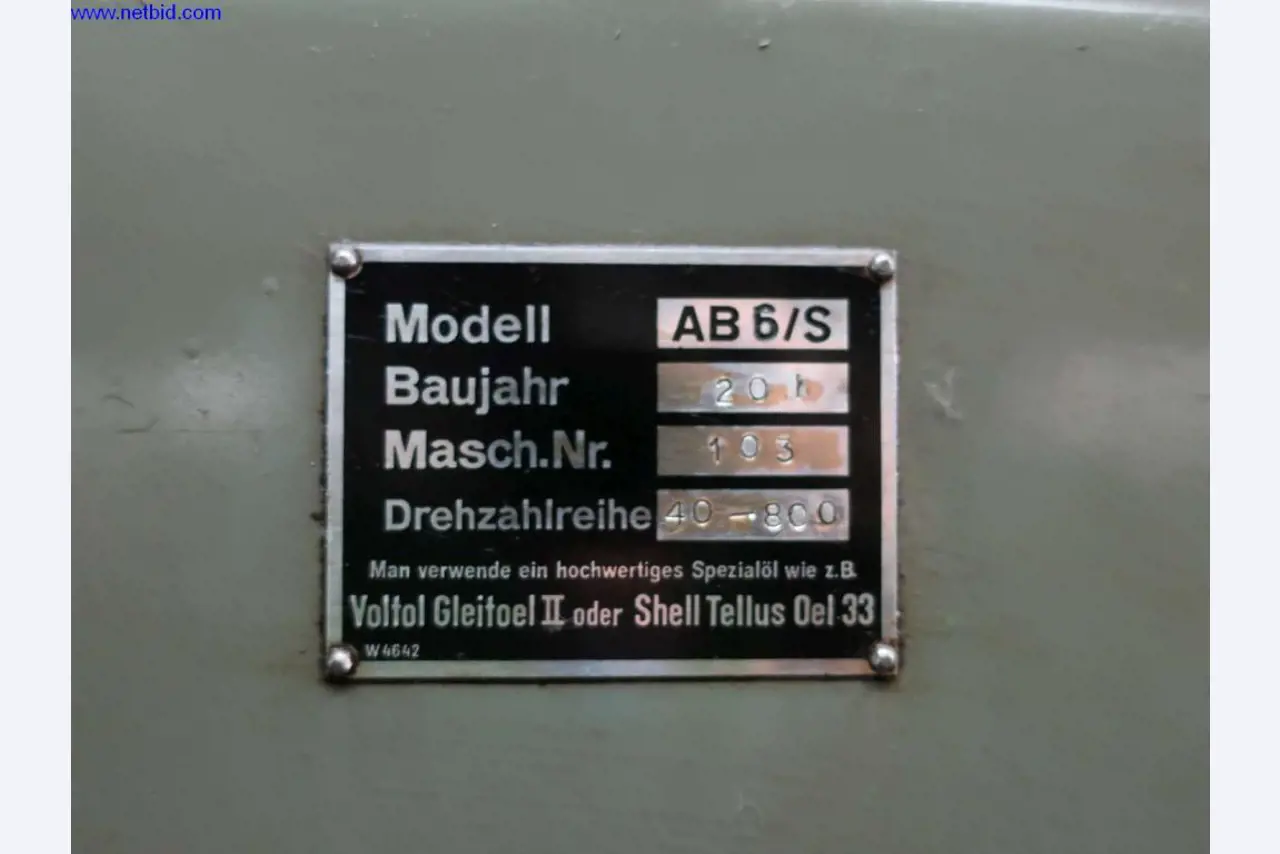 www.netbid.com
Modell AB 6/S
Baujahr 201
Masch.Nr. 103
Drehzahlreihe 40-800
Man verwende ein hochwertiges Spezialöl wie z.B.
Voltol Gleitoel II oder Shell Tellus Oel 33
W4642